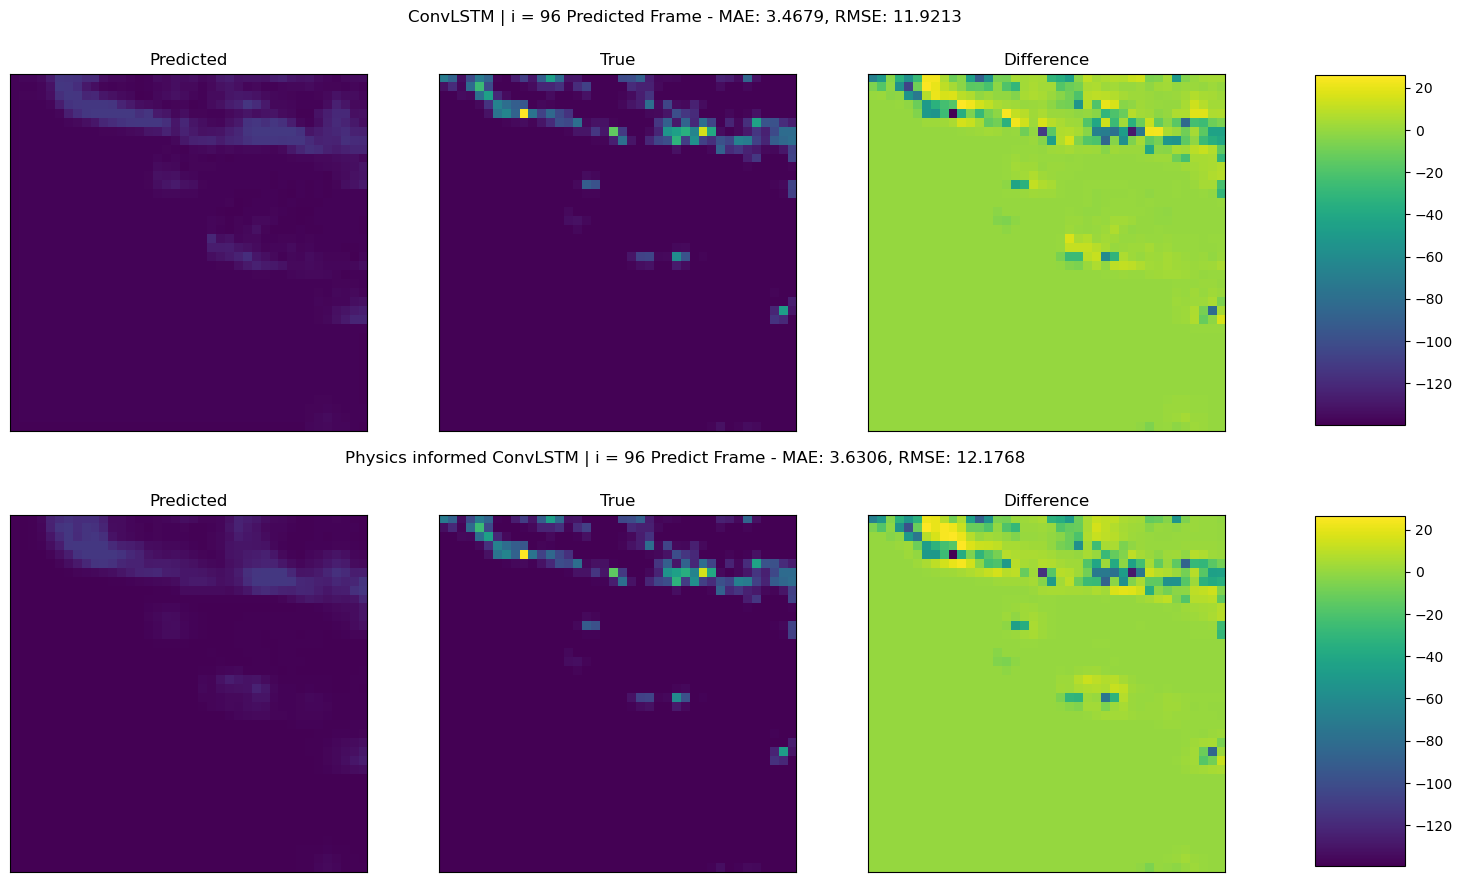 ConvLSTM | i = 96 Predicted Frame - MAE: 3.4679, RMSE: 11.9213
Predicted
True
Difference
20
0
−20
−40
−60
−80
−100
−120
Physics informed ConvLSTM | i = 96 Predict Frame - MAE: 3.6306, RMSE: 12.1768
Predicted
True
Difference
20
0
−20
−40
−60
−80
−100
−120